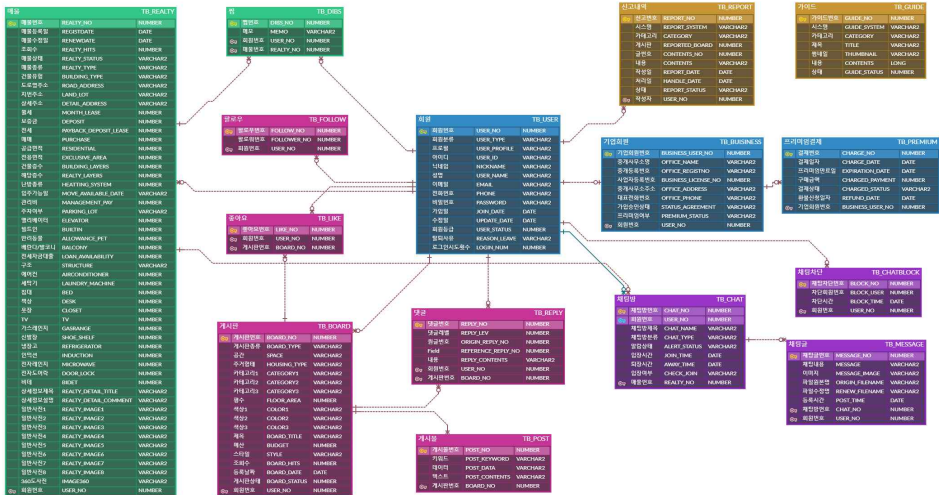 매물 TB_REALTY
매물번호 REALTY_NO NUMBER
매물등록일 REGISTDATE DATE
매물수정일 RENEWDATE DATE
조회수 REALTY_HITS NUMBER
매물상태 REALTY_STATUS VARCHAR2
매물종류 REALTY_TYPE VARCHAR2
건물유형 BUILDING_TYPE VARCHAR2
도로명주소 ROAD_ADDRESS VARCHAR2
지번주소 LAND_LOT VARCHAR2
상세주소 DETAIL_ADDRESS VARCHAR2
월세 MONTH_LEASE NUMBER
보증금 DEPOSIT NUMBER
전세 PAYBACK_DEPOSIT_LEASE NUMBER
매매 PURCHASE NUMBER
공급면적 RESIDENTIAL NUMBER
전용면적 EXCLUSIVE_AREA NUMBER
건물층수 BUILDING_LAYERS NUMBER
해당층수 REALTY_LAYERS NUMBER
난방종류 HEATTING_SYSTEM NUMBER
입주가능일 MOVE_AVAILABLE_DATE VARCHAR2
관리비 MANAGEMENT_PAY NUMBER
주차여부 PARKING_LOT VARCHAR2
엘리베이터 ELEVATOR NUMBER
빌트인 BUILTIN NUMBER
반려동물 ALLOWANCE_PET NUMBER
베란다/발코니 BALCONY NUMBER
전세자금대출 LOAN_AVAILABILITY NUMBER
구조 STRUCTURE VARCHAR2
에어컨 AIRCONDITIONER NUMBER
세탁기 LAUNDRY_MACHINE NUMBER
침대 BED NUMBER
책상 DESK NUMBER
옷장 CLOSET NUMBER
TV TV NUMBER
가스레인지 GASRANGE NUMBER
신발장 SHOE_SHELF NUMBER
냉장고 REFRIGERATOR NUMBER
인덕션 INDUCTION NUMBER
전자레인지 MICROWAVE NUMBER
전자도어락 DOOR_LOCK NUMBER
비데 BIDET NUMBER
상세정보제목 REALTY_DETAIL_TITLE VARCHAR2
상세정보설명 REALTY_DETAIL_COMMENT VARCHAR2
일반사진1 REALTY_IMAGE1 VARCHAR2
일반사진2 REALTY_IMAGE2 VARCHAR2
일반사진3 REALTY_IMAGE3 VARCHAR2
일반사진4 REALTY_IMAGE4 VARCHAR2
일반사진5 REALTY_IMAGE5 VARCHAR2
일반사진6 REALTY_IMAGE6 VARCHAR2
일반사진7 REALTY_IMAGE7 VARCHAR2
일반사진8 REALTY_IMAGE8 VARCHAR2
360도사진 IMAGE360 VARCHAR2
회원번호 USER_NO NUMBER
찜 TB_DIBS
찜번호 DIBS_NO NUMBER
메모 MEMO VARCHAR2
회원번호 USER_NO NUMBER
매물번호 REALTY_NO NUMBER
팔로우 TB_FOLLOW
팔로우번호 FOLLOW_NO NUMBER
팔로워번호 FOLLOWER_NO NUMBER
회원번호 USER_NO NUMBER
좋아요 TB_LIKE
좋아요번호 LIKE_NO NUMBER
회원번호 USER_NO NUMBER
게시판번호 BOARD_NO NUMBER
게시판 TB_BOARD
게시판번호 BOARD_NO NUMBER
게시판종류 BOARD_TYPE VARCHAR2
공간 SPACE VARCHAR2
주거형태 HOUSING_TYPE VARCHAR2
카테고리1 CATEGORY1 VARCHAR2
카테고리2 CATEGORY2 VARCHAR2
카테고리3 CATEGORY3 VARCHAR2
평수 FLOOR_AREA NUMBER
색상1 COLOR1 VARCHAR2
색상2 COLOR2 VARCHAR2
색상3 COLOR3 VARCHAR2
제목 BOARD_TITLE VARCHAR2
예산 BUDGET NUMBER
스타일 STYLE VARCHAR2
조회수 BOARD_HITS NUMBER
등록날짜 BOARD_DATE DATE
게시판상태 BOARD_STATUS NUMBER
회원번호 USER_NO NUMBER
회원 TB_USER
회원번호 USER_NO NUMBER
회원분류 USER_TYPE VARCHAR2
프로필 USER_PROFILE VARCHAR2
아이디 USER_ID VARCHAR2
닉네임 NICKNAME VARCHAR2
성명 USER_NAME VARCHAR2
이메일 EMAIL VARCHAR2
전화번호 PHONE VARCHAR2
비밀번호 PASSWORD VARCHAR2
가입일 JOIN_DATE DATE
수정일 UPDATE_DATE DATE
회원등급 USER_STATUS NUMBER
탈퇴사유 REASON_LEAVE VARCHAR2
로그인시도횟수 LOGIN_NUM NUMBER
댓글 TB_REPLY
댓글번호 REPLY_NO NUMBER
댓글레벨 REPLY_LEV NUMBER
원글번호 ORIGIN_REPLY_NO NUMBER
Field REFERENCE_REPLY_NO NUMBER
내용 REPLY_CONTENTS VARCHAR2
회원번호 USER_NO NUMBER
게시판번호 BOARD_NO NUMBER
게시물 TB_POST
게시물번호 POST_NO NUMBER
키워드 POST_KEYWORD VARCHAR2
데이터 POST_DATA VARCHAR2
텍스트 POST_CONTENTS VARCHAR2
게시판번호 BOARD_NO NUMBER
신고내역 TB_REPORT
신고번호 REPORT_NO NUMBER
시스템 REPORT_SYSTEM VARCHAR2
카테고리 CATEGORY VARCHAR2
게시판 REPORTED_BOARD NUMBER
글번호 CONTENTS_NO NUMBER
내용 CONTENTS VARCHAR2
작성일 REPORT_DATE DATE
처리일 HANDLE_DATE DATE
상태 REPORT_STATUS VARCHAR2
작성자 USER_NO NUMBER
가이드 TB_GUIDE
가이드번호 GUIDE_NO NUMBER
시스템 GUIDE_SYSTEM VARCHAR2
카테고리 CATEGORY VARCHAR2
제목 TITLE VARCHAR2
썸네일 THUMBNAIL VARCHAR2
내용 CONTENTS LONG
상태 GUIDE_STATUS NUMBER
기업회원 TB_BUISINESS
기업회원번호 BUSINESS_USER_NO NUMBER
중개사무소명 OFFICE_NAME VARCHAR2
중개등록번호 OFFICE_REGISTNO VARCHAR2
사업자등록번호 BUSINESS_LICENSE_NO NUMBER
중개사무소주소 OFFICE_ADDRESS VARCHAR2
대표전화번호 OFFICE_PHONE VARCHAR2
가입승인상태 STATUS_AGREEMENT VARCHAR2
프리미엄여부 PREMIUM_STATUS NUMBER
회원번호 USER_NO NUMBER
프리미엄결제 TB_PREMIUM
결제번호 CHARGE_NO NUMBER
결제일자 CHARGE_DATE DATE
프리미엄만료일 EXPIRATION_DATE DATE
구매금액 CHARGED_PAYMENT NUMBER
결제상태 CHARGED_STATUS VARCHAR2
환불신청일자 REFUND_DATE DATE
기업회원번호 BUSINESS_USER_NO NUMBER
채팅방 TB_CHAT
채팅방번호 CHAT_NO NUMBER
회원번호 USER_NO NUMBER
채팅방제목 CHAT_NAME VARCHAR2
채팅방분류 CHAT_TYPE VARCHAR2
알람상태 ALERT_STATUS VARCHAR2
입장시간 JOIN_TIME DATE
퇴장시간 AWAY_TIME DATE
입장여부 CHECK_JOIN VARCHAR2
매물번호 REALTY_NO NUMBER
채팅차단 TB_CHATBLOCK
채팅차단번호 BLOCK_NO NUMBER
차단회원번호 BLOCK_USER NUMBER
차단시간 BLOCK_TIME DATE
회원번호 USER_NO NUMBER
채팅글 TB_MESSAGE
채팅글번호 MESSAGE_NO NUMBER
채팅내용 MESSAGE VARCHAR2
이미지 MESSAGE_IMAGE VARCHAR2
파일원본명 ORIGIN_FILENAME VARCHAR2
파일수정명 RENEW_FILENAME VARCHAR2
등록시간 POST_TIME DATE
채팅방번호 CHAT_NO NUMBER
회원번호 USER_NO NUMBER